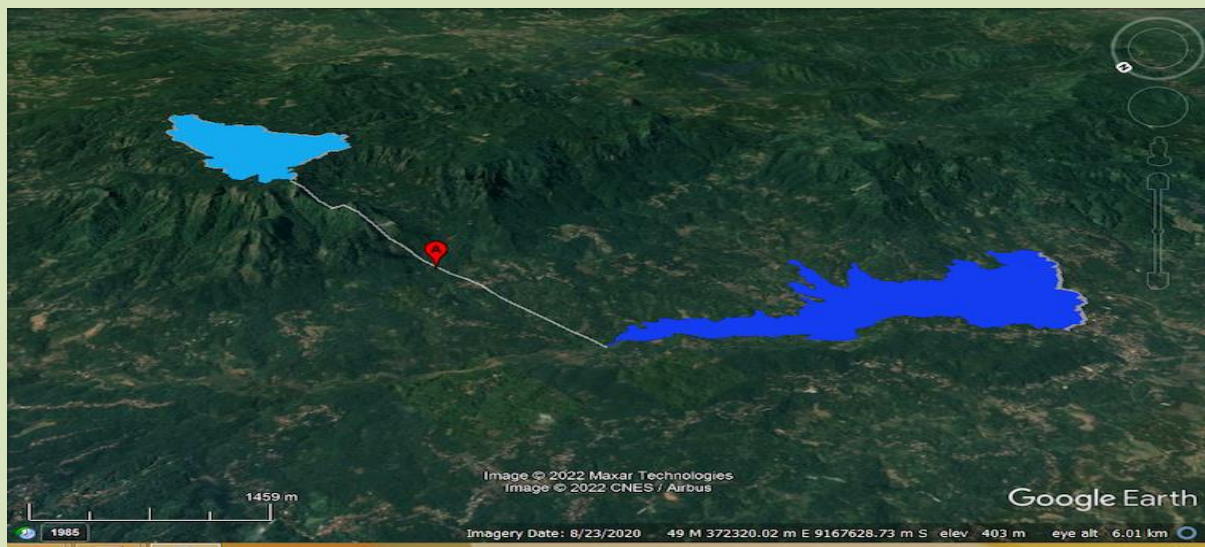 N
A
Image © 2022 Maxar Technologies
Image © 2022 CNES / Airbus
1459 m
Google Earth
1985
Imagery Date: 8/23/2020 49 M 372320.02 m E 9167628.73 m S elev 403 m eye alt 6.01 km